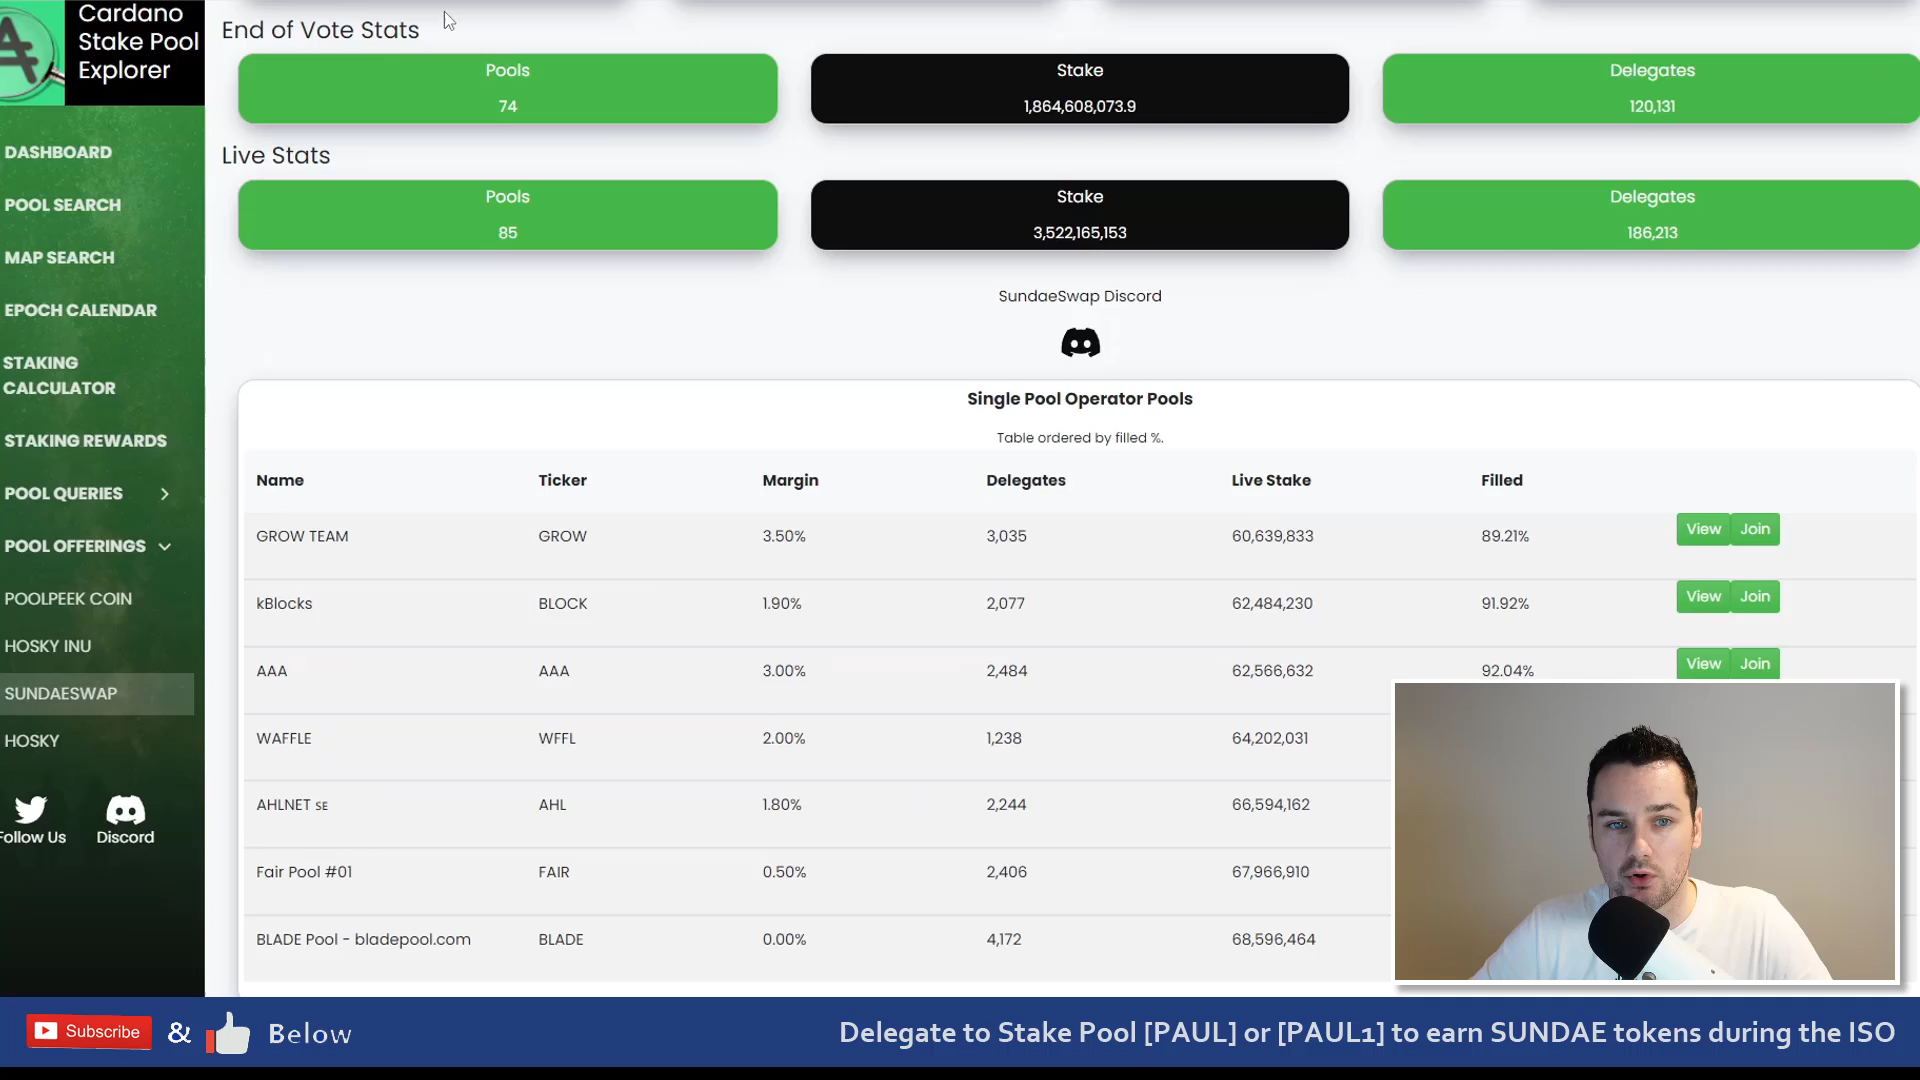 Cardano
Stake Pool
Explorer
DASHBOARD
POOL SEARCH
MAP SEARCH
EPOCH CALENDAR
STAKING
CALCULATOR
STAKING REWARDS
POOL QUERIES
POOL OFFERINGS
POOLPEEK COIN
HOSKY INU
SUNDAESWAP
HOSKY
Follow Us
Discord
End of Vote Stats
Pools
74
Stake
1,864,608,073.9
Delegates
120,131
Live Stats
Pools
85
Stake
3,522,165,153
Delegates
186,213
SundaeSwap Discord
Single Pool Operator Pools
Table ordered by filled %.
Name Ticker Margin Delegates Live Stake Filled
GROW TEAM GROW 3.50% 3,035 60,639,833 89.21% View Join
kBlocks BLOCK 1.90% 2,077 62,484,230 91.92% View Join
AAA AAA 3.00% 2,484 62,566,632 92.04% View Join
WAFFLE WFFL 2.00% 1,238 64,202,031
AHLNET SE AHL 1.80% 2,244 66,594,162
Fair Pool #01 FAIR 0.50% 2,406 67,966,910
BLADE Pool - bladepool.com BLADE 0.00% 4,172 68,596,464
Subscribe & Below
Delegate to Stake Pool [PAUL] or [PAUL1] to earn SUNDAE tokens during the ISO